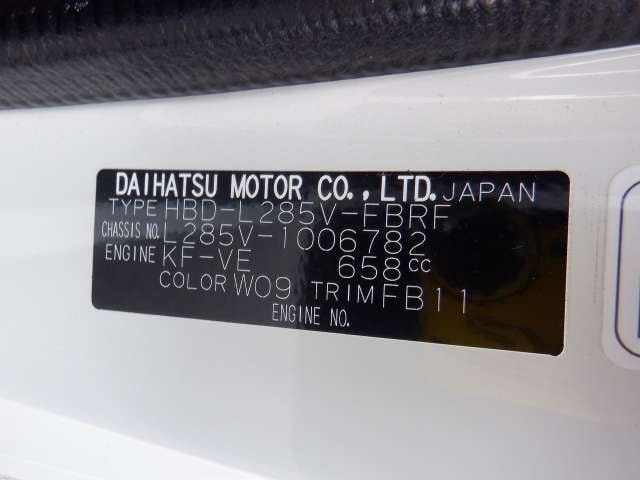 DAIHATSU MOTOR CO., LTD. JAPAN
TYPE HBD-L285V-FBRF
CHASSIS NO. L285V-1006782
ENGINE KF-VE 658cc
COLOR W09 TRIM FB11
ENGINE NO.